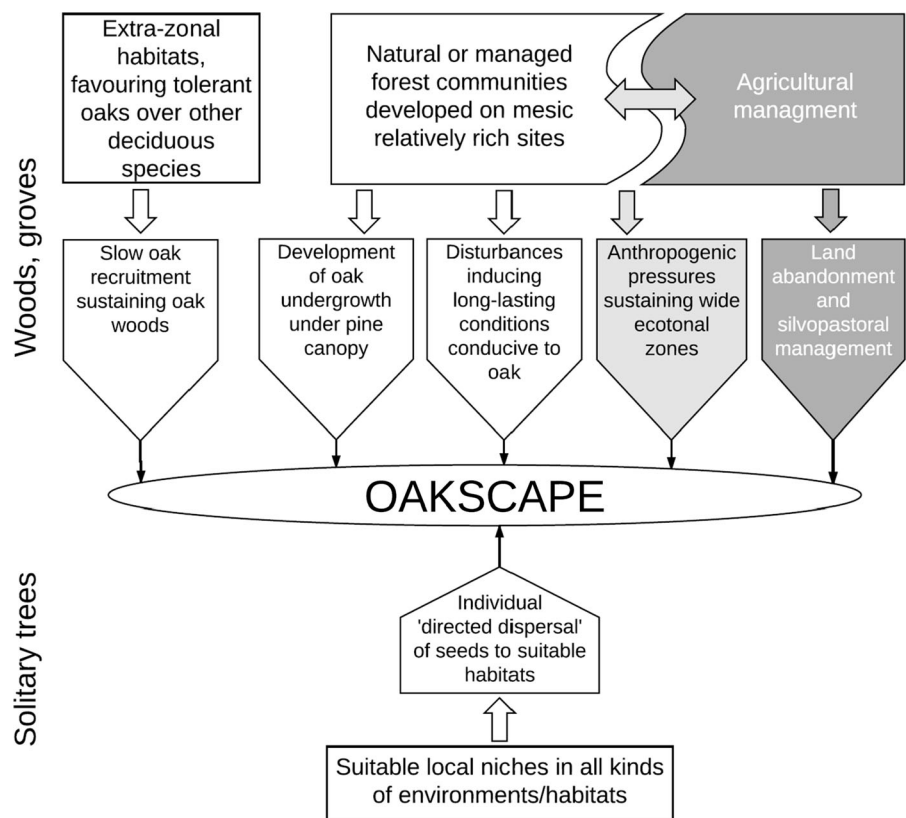 Extra-zonal
habitats,
favouring tolerant
oaks over other
deciduous
species
Natural or managed
forest communities
developed on mesic
relatively rich sites
Agricultural
managment
Woods, groves
Slow oak
recruitment
sustaining oak
woods
Development
of oak
undergrowth
under pine
canopy
Disturbances
inducing
long-lasting
conditions
conducive to
oak
Anthropogenic
pressures
sustaining wide
ecotonal
zones
Land
abandonment
and
silvopastoral
management
OAKSCAPE
Solitary trees
Individual
'directed dispersal'
of seeds to suitable
habitats
Suitable local niches in all kinds
of environments/habitats